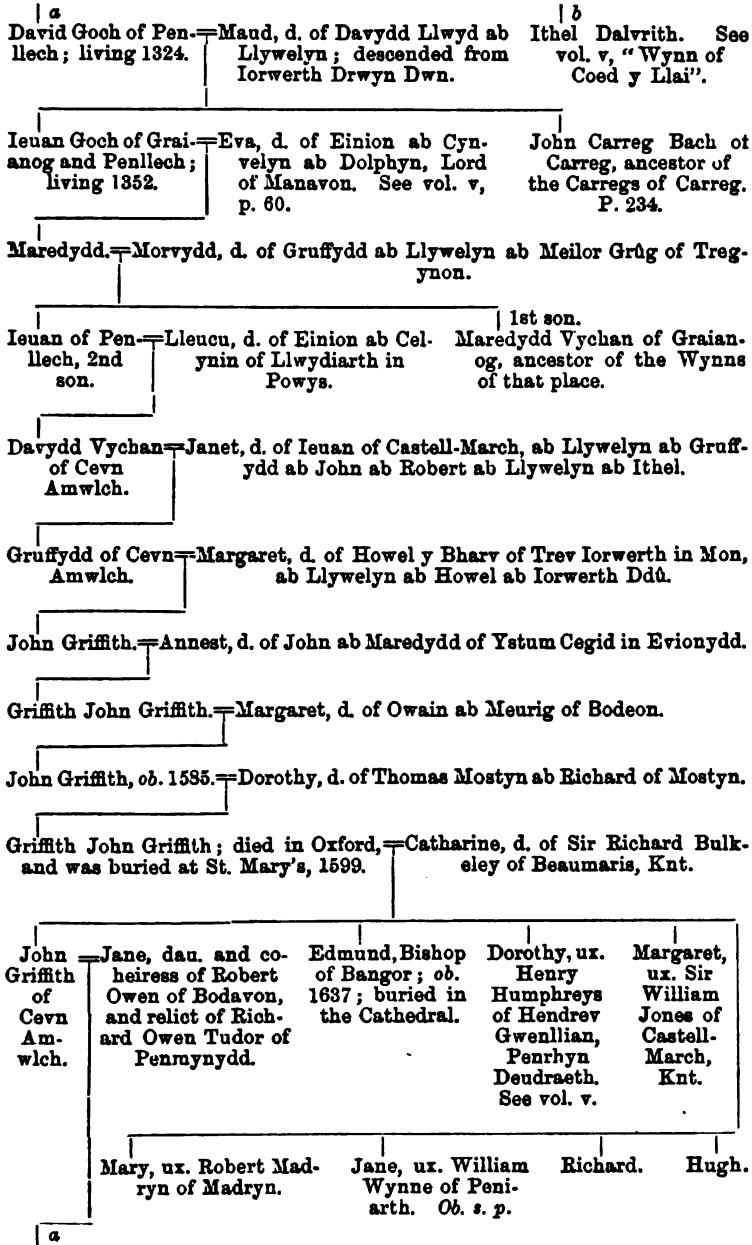 a
David Goch of Pen-
llech; living 1324.
Maud, d. of Davydd Llwyd ab
Llywelyn; descended from
Iorwerth Drwyn Dwn.
b
Ithel Dalvrith. See
vol. v, “Wynn of
Coed y Llai”.
Ieuan Goch of Grai-
anog and Penllech;
living 1352.
Eva, d. of Einion ab Cyn-
velyn ab Dolphyn, Lord
of Manavon. See vol. v,
p. 60.
John Carreg Bach ot
Carreg, ancestor of
the Carregs of Carreg.
P. 234.
Maredydd.
Morvydd, d. of Gruffydd ab Llywelyn ab Meilor Grûg of Treg-
ynon.
Ieuan of Pen-
llech, 2nd
son.
Lleucu, d. of Einion ab Cel-
ynin of Llwydiarth in
Powys.
1st son.
Maredydd Vychan of Graian-
og, ancestor of the Wynns
of that place.
Davydd Vychan
of Cevn
Amwlch.
Janet, d. of Ieuan of Castell-March, ab Llywelyn ab Gruff-
ydd ab John ab Robert ab Llywelyn ab Ithel.
Gruffydd of Cevn
Amwlch.
Margaret, d. of Howel y Bharv of Trev Iorwerth in Mon,
ab Llywelyn ab Howel ab Iorwerth Ddû.
John Griffith.
Annest, d. of John ab Maredydd of Ystum Cegid in Evionydd.
Griffith John Griffith.
Margaret, d. of Owain ab Meurig of Bodeon.
John Griffith, ob. 1585.
Dorothy, d. of Thomas Mostyn ab Richard of Mostyn.
Griffith John Griffith; died in Oxford,
and was buried at St. Mary's, 1599.
Catharine, d. of Sir Richard Bulk-
eley of Beaumaris, Knt.
John
Griffith
of
Cevn
Am-
wlch.
Jane, dau. and co-
heiress of Robert
Owen of Bodavon,
and relict of Rich-
ard Owen Tudor of
Penmynydd.
Edmund, Bishop
of Bangor; ob.
1637; buried in
the Cathedral.
Dorothy, ux.
Henry
Humphreys
of Hendrev
Gwenllian,
Penrhyn
Deudraeth.
See vol. v.
Margaret,
ux. Sir
William
Jones of
Castell-
March,
Knt.
Mary, ux. Robert Mad-
ryn of Madryn.
Jane, ux. William
Wynne of Peni-
arth. Ob. s. p.
Richard.
Hugh.
a